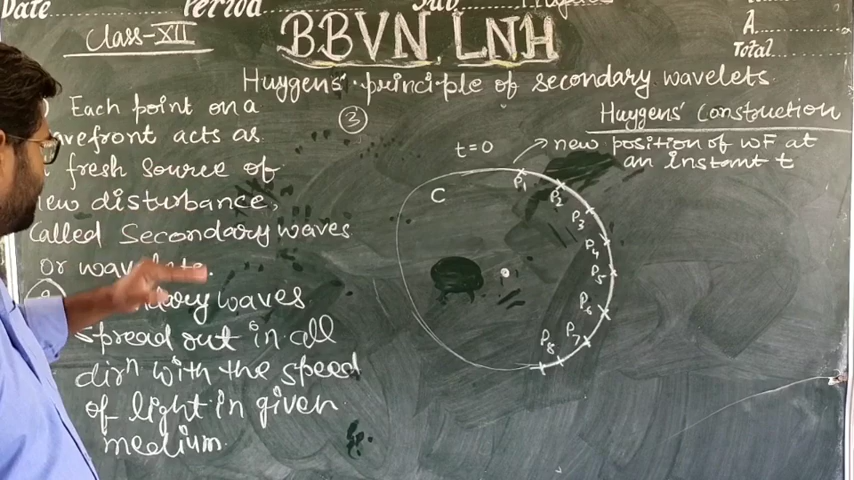 Date Period Sub
A
Total
Class-XII
BBVN LNH
Huygens' principle of secondary wavelets
Each point on a
wavefront acts as
fresh source of
new disturbance,
called Secondary waves
or
waves
spread out in all
dirⁿ with the speed
of light in given
medium.
3
Huygens' Construction
t=0
new position of WF at
an instant t
C
P1
P2
P3
P4
P5
P6
P7
P8